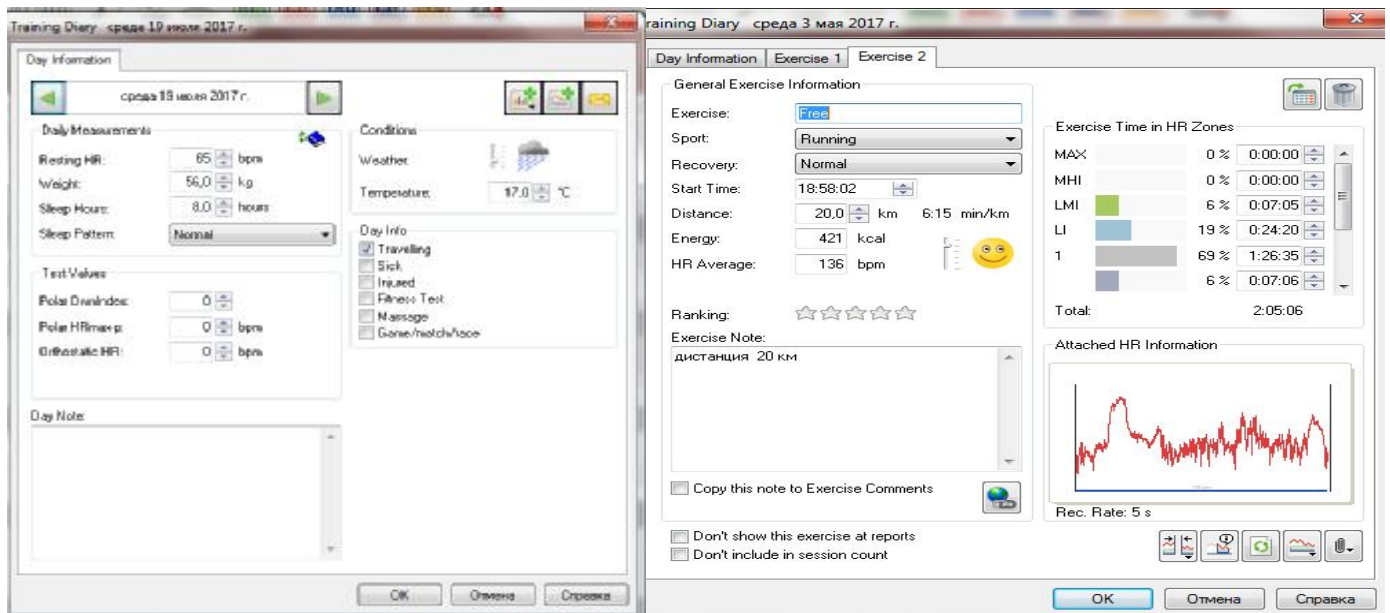 Training Diary среда 19 июля 2017 г.
Day Information
среда 19 июля 2017 г.
Daily Measurements
Resting HR: 65 bpm
Weight: 56,0 kg
Sleep Hours: 8.0 hours
Sleep Pattern: Normal
Test Values
Polar OwnIndex: 0
Polar HRmax-p: 0 bpm
Orthostatic HR: 0 bpm
Conditions
Weather:
Temperature: 17.0 °C
Day Info
Travelling
Sick
Injured
Fitness Test
Massage
Game/match/race
Day Note:
OK Отмена Справка
raining Diary среда 3 мая 2017 г.
Day Information Exercise 1 Exercise 2
General Exercise Information
Exercise: Free
Sport: Running
Recovery: Normal
Start Time: 18:58:02
Distance: 20,0 km 6:15 min/km
Energy: 421 kcal
HR Average: 136 bpm
Ranking:
Exercise Note:
дистанция 20 км
Copy this note to Exercise Comments
Don't show this exercise at reports
Don't include in session count
Exercise Time in HR Zones
MAX 0 % 0:00:00
MHI 0 % 0:00:00
LMI 6 % 0:07:05
LI 19 % 0:24:20
1 69 % 1:26:35
6 % 0:07:06
Total: 2:05:06
Attached HR Information
Rec. Rate: 5 s
OK Отмена Справка